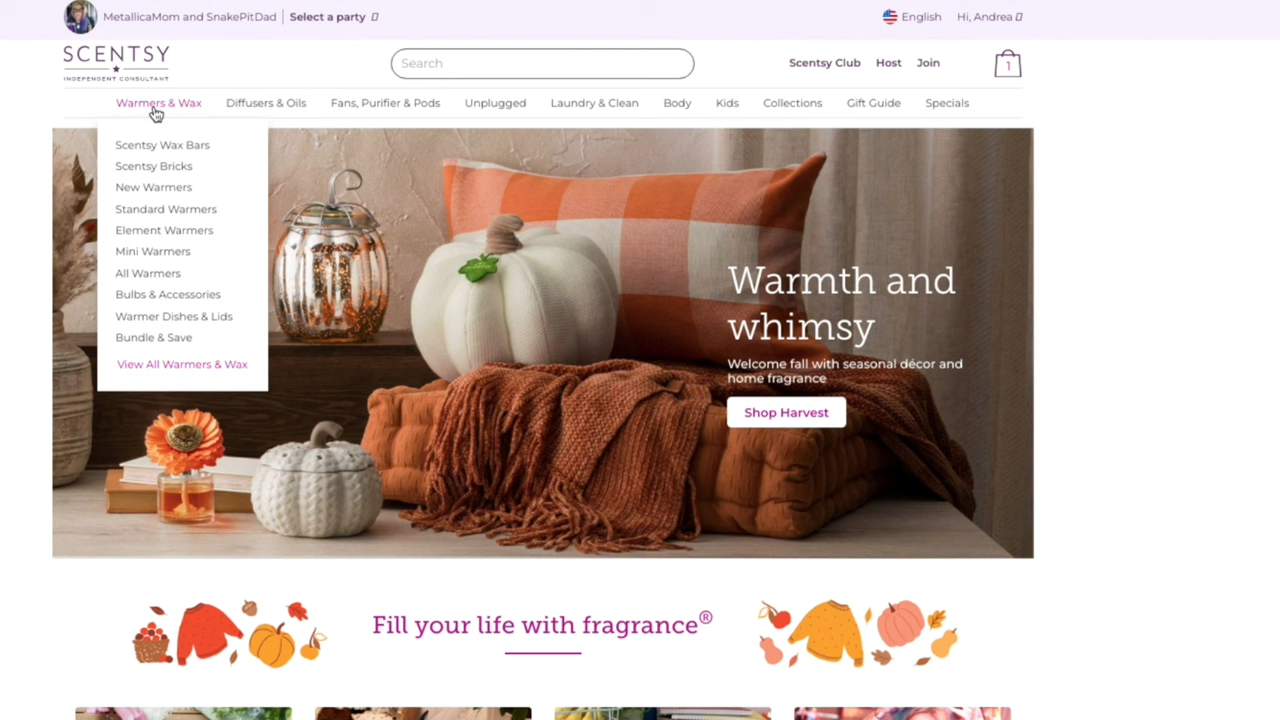 MetallicaMom and SnakePitDad
Select a party
English
Hi, Andrea
SCENTSY
INDEPENDENT CONSULTANT
Search
Scentsy Club
Host
Join
1
Warmers & Wax
Diffusers & Oils
Fans, Purifier & Pods
Unplugged
Laundry & Clean
Body
Kids
Collections
Gift Guide
Specials
Scentsy Wax Bars
Scentsy Bricks
New Warmers
Standard Warmers
Element Warmers
Mini Warmers
All Warmers
Bulbs & Accessories
Warmer Dishes & Lids
Bundle & Save
View All Warmers & Wax
Warmth and
whimsy
Welcome fall with seasonal décor and
home fragrance
Shop Harvest
Fill your life with fragrance®